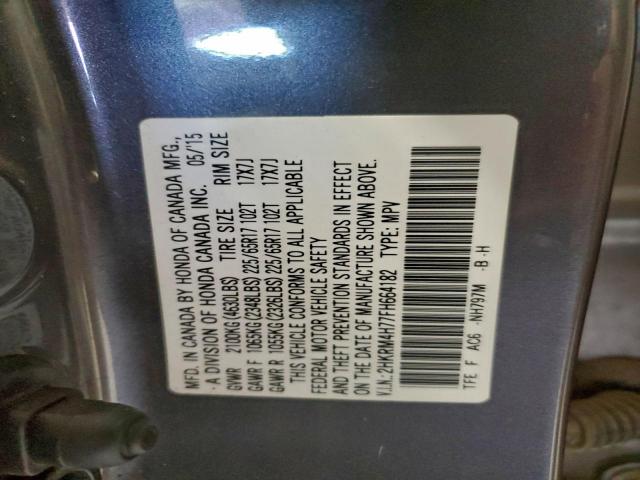 MFD. IN CANADA BY HONDA OF CANADA MFG.,
A DIVISION OF HONDA CANADA INC. 05/15
GVWR 2100KG(4630LBS) TIRE SIZE RIM SIZE
GAWR F 1065KG(2348LBS) 225/65R17 102T 17X7J
GAWR R 1055KG(2326LBS) 225/65R17 102T 17X7J
THIS VEHICLE CONFORMS TO ALL APPLICABLE
FEDERAL MOTOR VEHICLE SAFETY
AND THEFT PREVENTION STANDARDS IN EFFECT
ON THE DATE OF MANUFACTURE SHOWN ABOVE.
V.I.N.:2HKRM4H77FH664182 TYPE: MPV
TFE F AC6 -NH797M -B -H